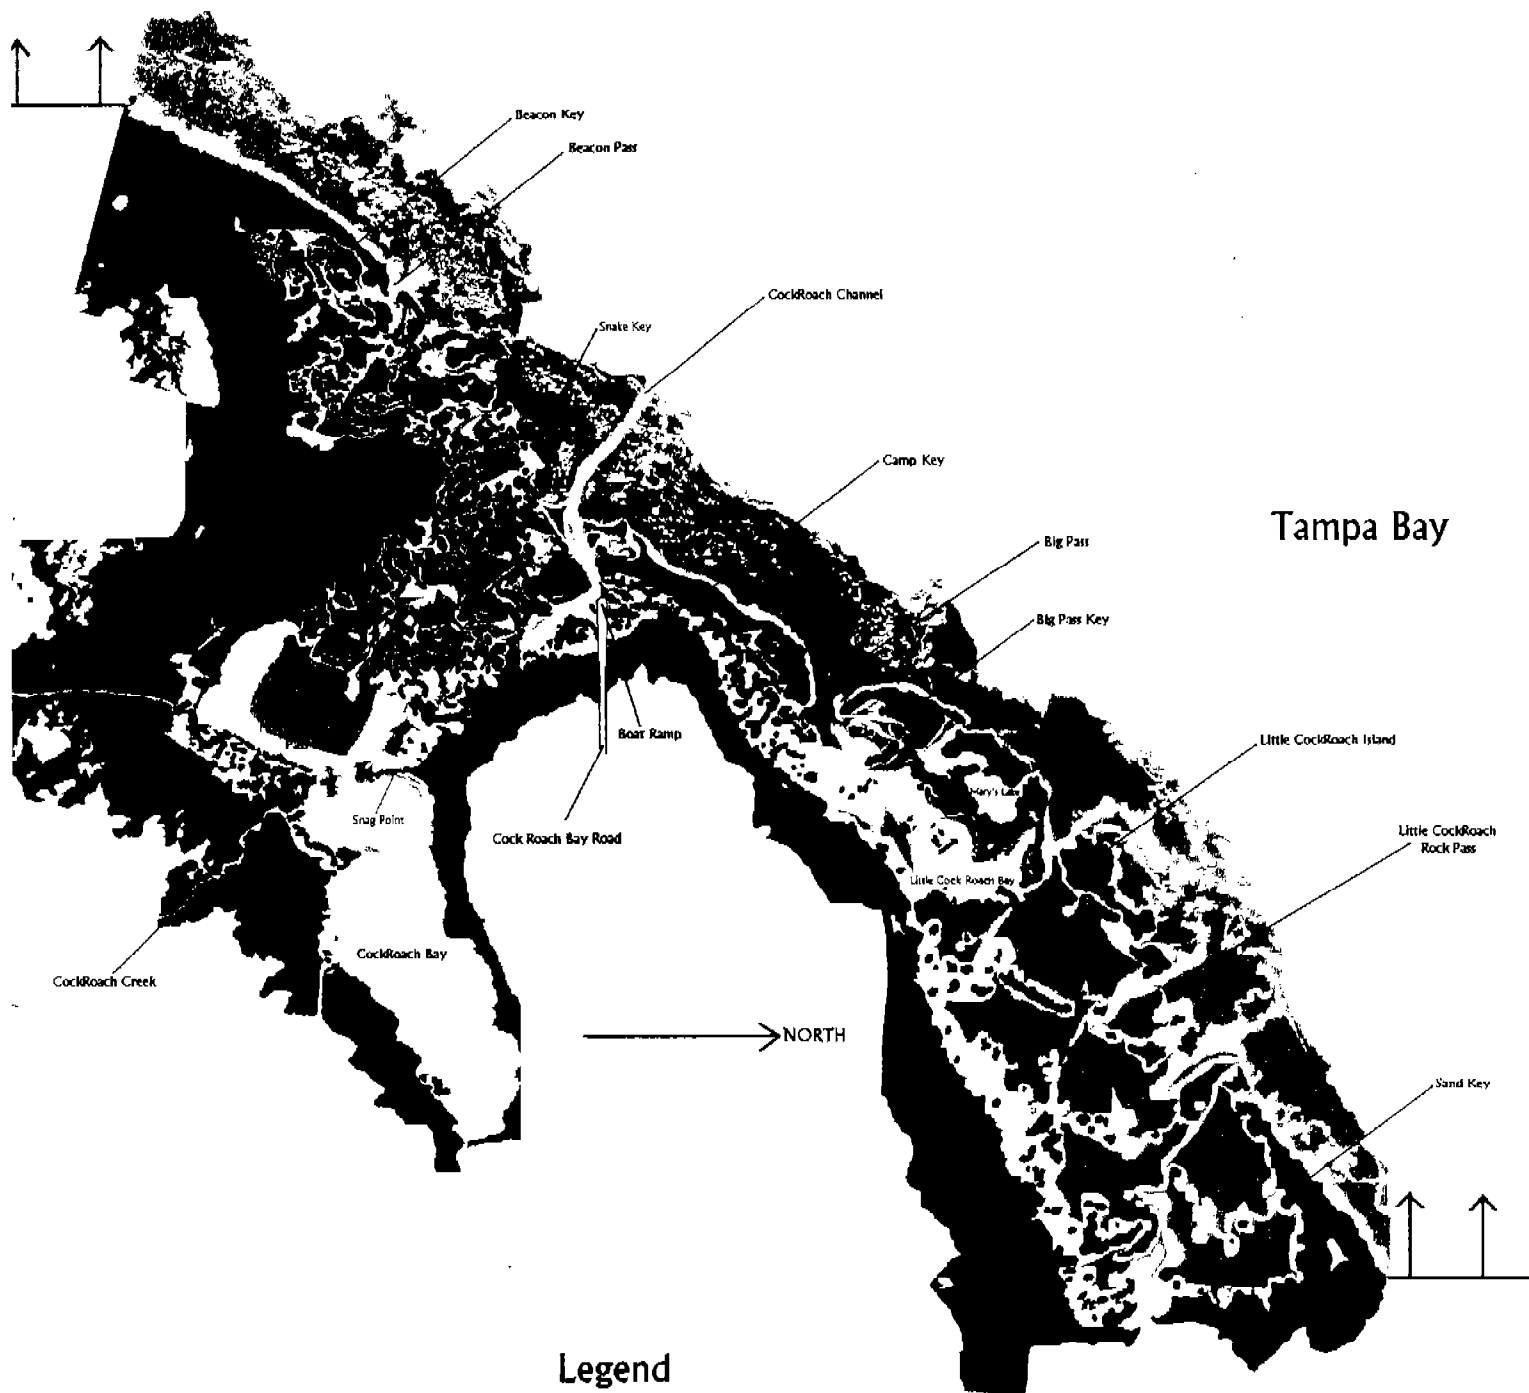 Beacon Key
Beacon Pass
CockRoach Channel
Snake Key
Camp Key
Tampa Bay
Big Pass
Big Pass Key
Boat Ramp
Little CockRoach Island
Mary's Lake
Snag Point
Cock Roach Bay Road
Little CockRoach
Rock Pass
Little Cock Roach Bay
CockRoach Bay
CockRoach Creek
NORTH
Sand Key
Legend